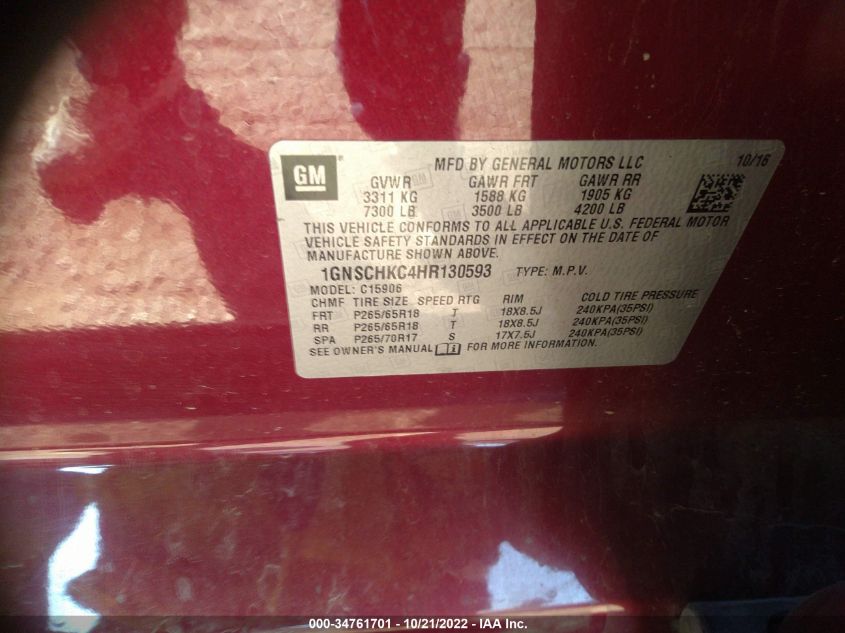 GM
MFD BY GENERAL MOTORS LLC 10/16
GVWR GAWR FRT GAWR RR
3311 KG 1588 KG 1905 KG
7300 LB 3500 LB 4200 LB
THIS VEHICLE CONFORMS TO ALL APPLICABLE U.S. FEDERAL MOTOR
VEHICLE SAFETY STANDARDS IN EFFECT ON THE DATE OF
MANUFACTURE SHOWN ABOVE.
1GNSCHKC4HR130593 TYPE: M.P.V.
MODEL: C15906
CHMF TIRE SIZE SPEED RTG RIM COLD TIRE PRESSURE
FRT P265/65R18 T 18X8.5J 240KPA(35PSI)
RR P265/65R18 T 18X8.5J 240KPA(35PSI)
SPA P265/70R17 S 17X7.5J 240KPA(35PSI)
SEE OWNER'S MANUAL FOR MORE INFORMATION.
000-34761701 - 10/21/2022 - IAA Inc.